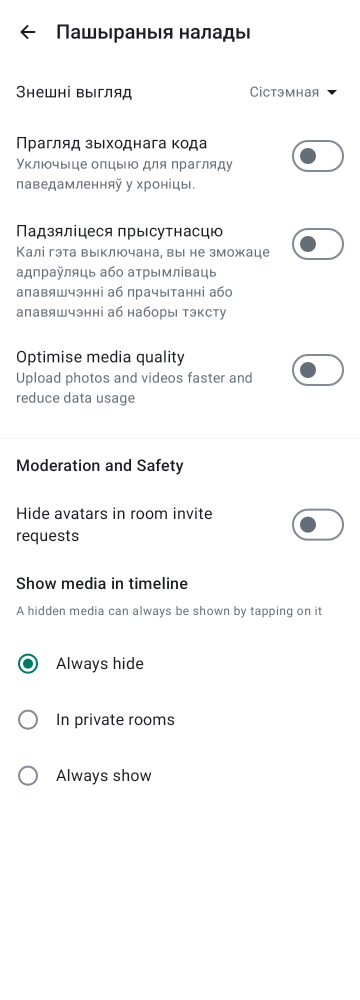 Пашыраныя налады
Знешні выгляд
Сістэмная
Прагляд зыходнага кода
Уключыце опцыю для прагляду
паведамленняў у хроніцы.
Падзяліцеся прысутнасцю
Калі гэта выключана, вы не зможаце
адпраўляць або атрымліваць
апавяшчэнні аб прачытанні або
апавяшчэнні аб наборы тэксту
Optimise media quality
Upload photos and videos faster and
reduce data usage
Moderation and Safety
Hide avatars in room invite
requests
Show media in timeline
A hidden media can always be shown by tapping on it
Always hide
In private rooms
Always show